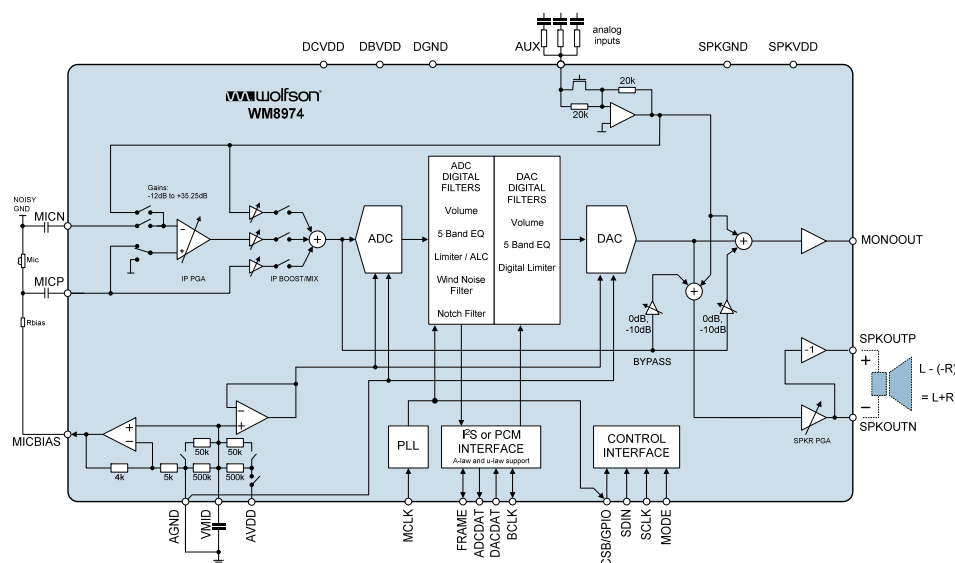 DCVDD
DBVDD
DGND
AUX
analog
inputs
SPKGND
SPKVDD
wolfson
WM8974
20k
20k
Gains:
-12dB to +35.25dB
NOISY
GND
MICN
Mic
MICP
Rbias
IP PGA
IP BOOST/MIX
ADC
ADC
DIGITAL
FILTERS
Volume
5 Band EQ
Limiter / ALC
Wind Noise
Filter
Notch Filter
DAC
DIGITAL
FILTERS
Volume
5 Band EQ
Digital Limiter
DAC
MONOOUT
0dB,
-10dB
0dB,
-10dB
BYPASS
SPKOUTP
-1
+
−
L - (-R)
= L+R
SPKR PGA
SPKOUTN
MICBIAS
4k
5k
50k
50k
500k
500k
PLL
I²S or PCM
INTERFACE
A-law and u-law support
CONTROL
INTERFACE
AGND
VMID
AVDD
MCLK
FRAME
ADCDAT
DACDAT
BCLK
CSB/GPIO
SDIN
SCLK
MODE